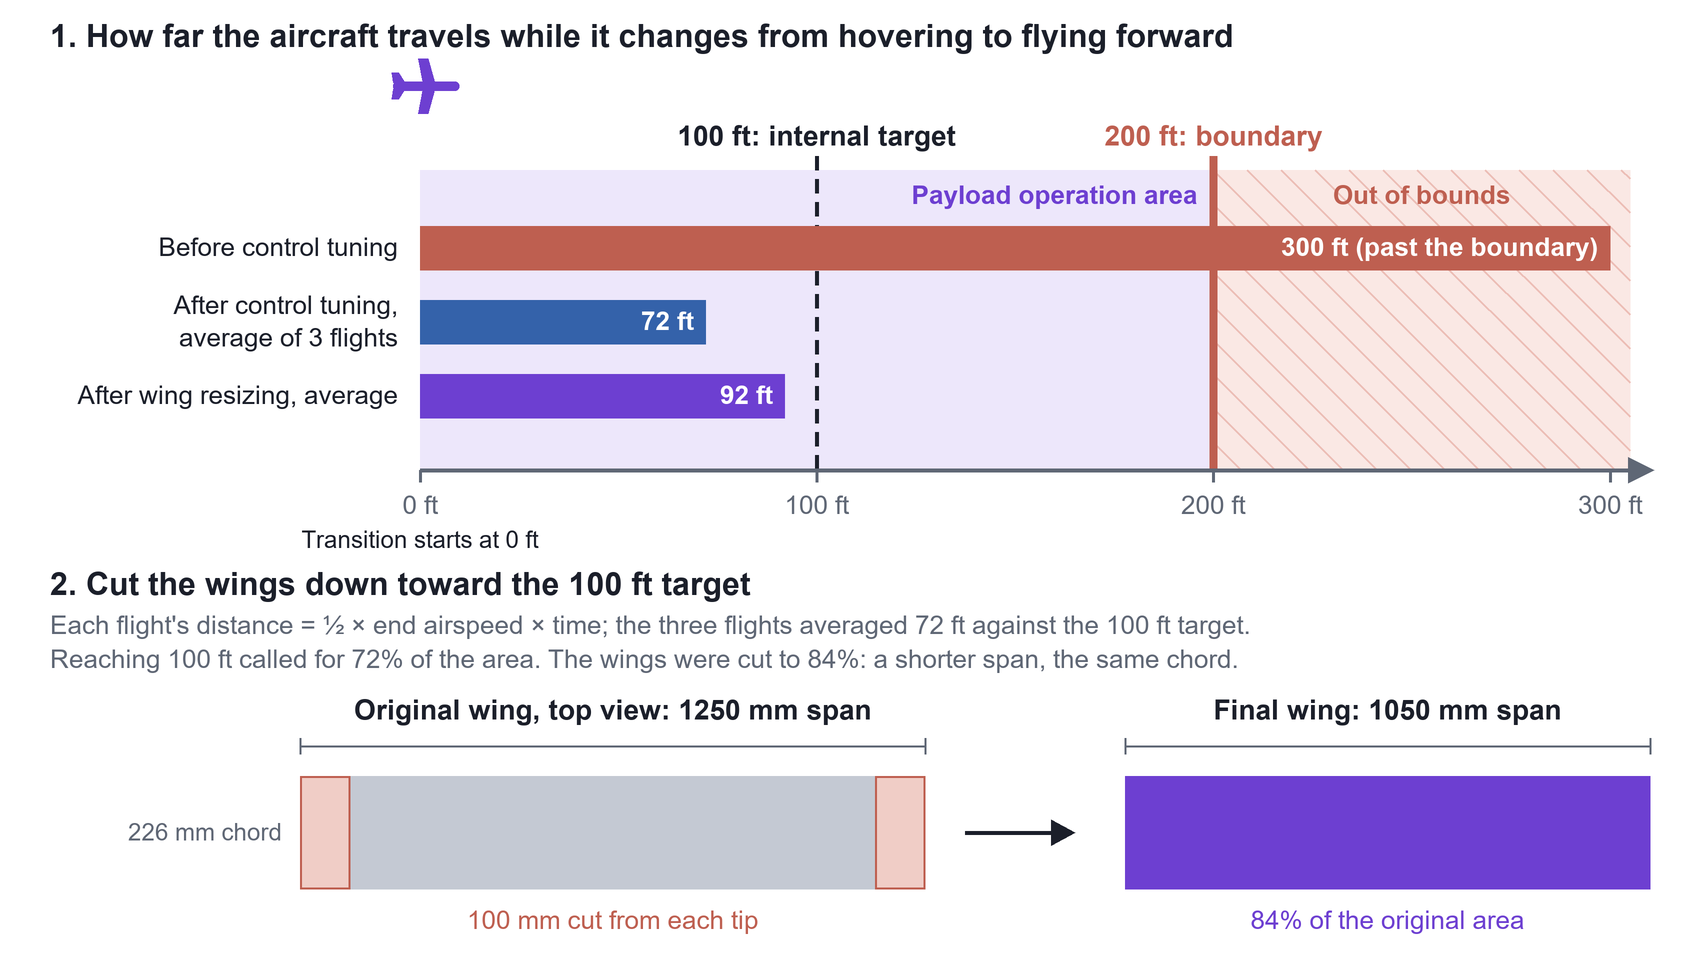 1. How far the aircraft travels while it changes from hovering to flying forward
100 ft: internal target
200 ft: boundary
Payload operation area
Out of bounds
Before control tuning
300 ft (past the boundary)
After control tuning,
average of 3 flights
72 ft
After wing resizing, average
92 ft
0 ft
100 ft
200 ft
300 ft
Transition starts at 0 ft
2. Cut the wings down toward the 100 ft target
Each flight's distance = ½ × end airspeed × time; the three flights averaged 72 ft against the 100 ft target.
Reaching 100 ft called for 72% of the area. The wings were cut to 84%: a shorter span, the same chord.
Original wing, top view: 1250 mm span
Final wing: 1050 mm span
226 mm chord
100 mm cut from each tip
84% of the original area